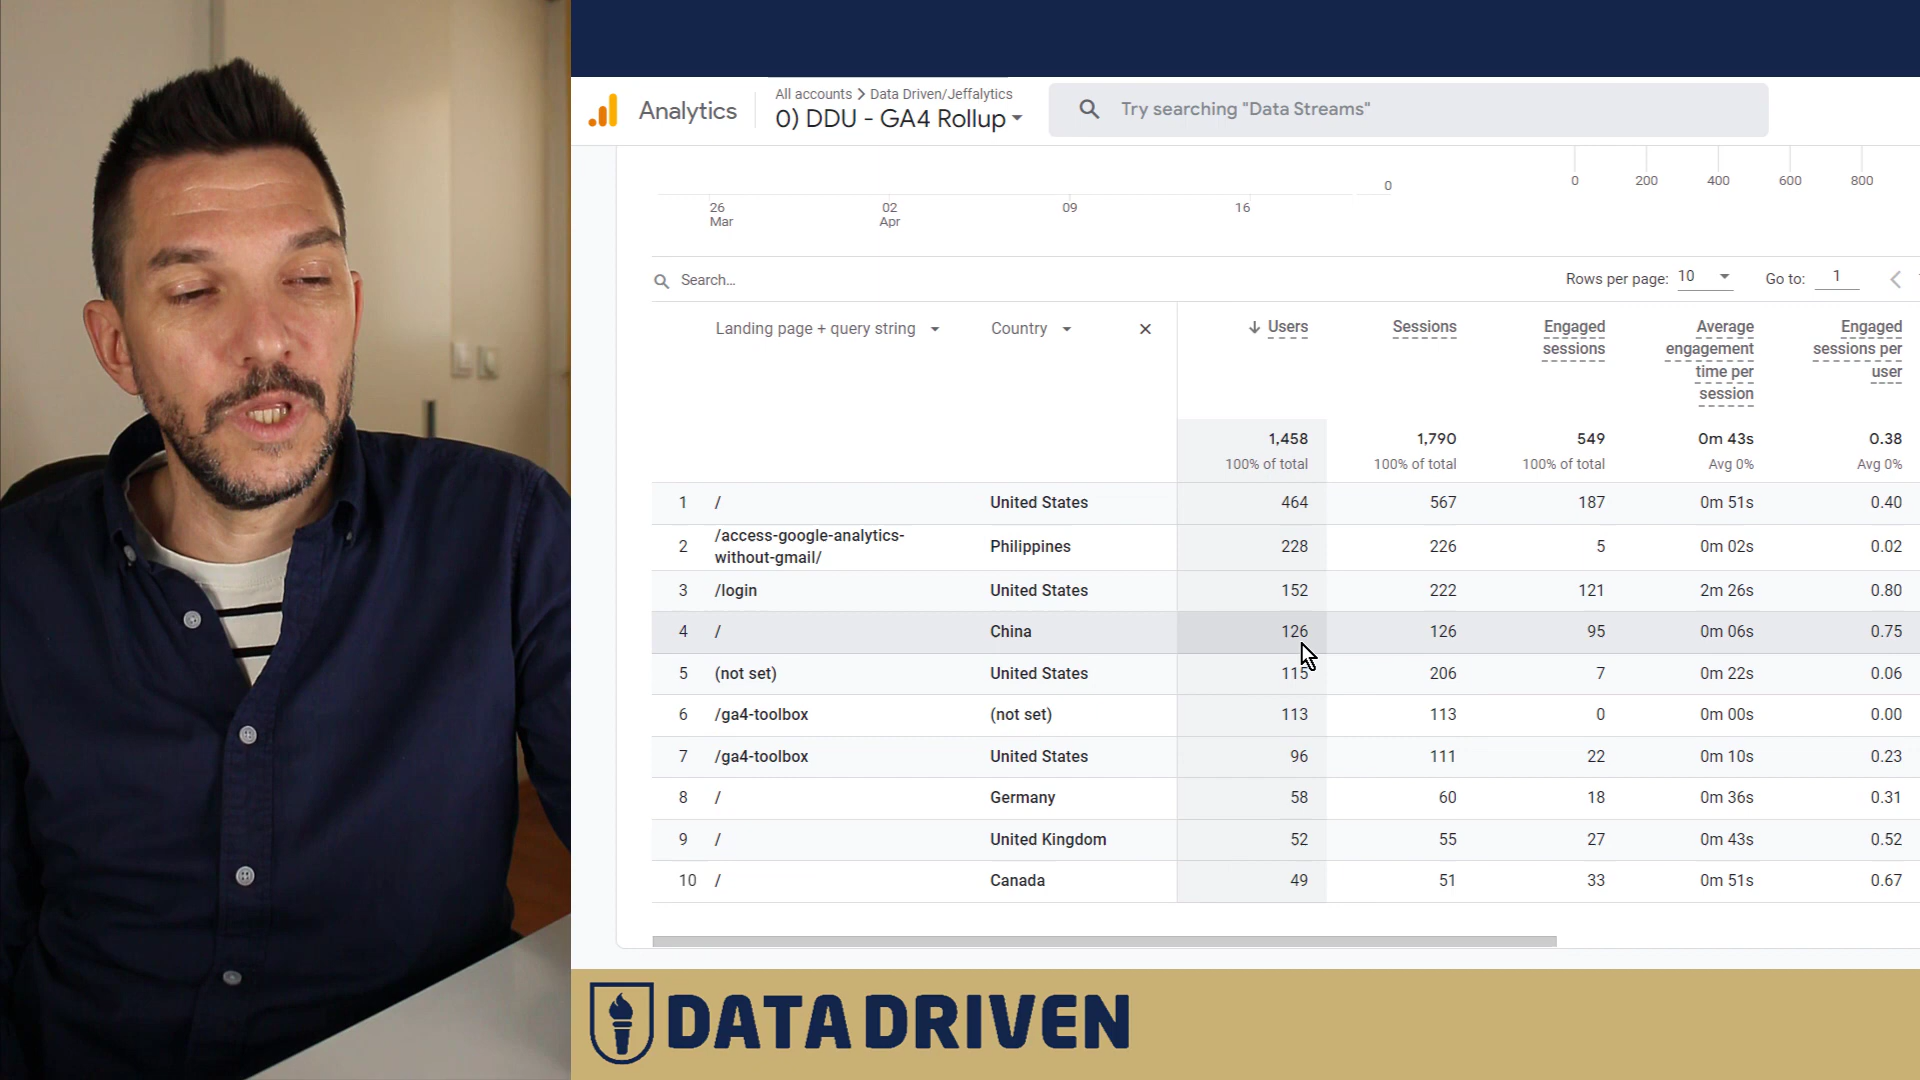 Analytics
All accounts > Data Driven/Jeffalytics
0) DDU - GA4 Rollup
Try searching "Data Streams"
0
26 Mar
02 Apr
09
16
0 200 400 600 800
Search...
Rows per page: 10
Go to: 1
Landing page + query string Country × ↓ Users Sessions Engaged sessions Average engagement time per session Engaged sessions per user
1,458 1,790 549 0m 43s 0.38
100% of total 100% of total 100% of total Avg 0% Avg 0%
1 / United States 464 567 187 0m 51s 0.40
2 /access-google-analytics-without-gmail/ Philippines 228 226 5 0m 02s 0.02
3 /login United States 152 222 121 2m 26s 0.80
4 / China 126 126 95 0m 06s 0.75
5 (not set) United States 115 206 7 0m 22s 0.06
6 /ga4-toolbox (not set) 113 113 0 0m 00s 0.00
7 /ga4-toolbox United States 96 111 22 0m 10s 0.23
8 / Germany 58 60 18 0m 36s 0.31
9 / United Kingdom 52 55 27 0m 43s 0.52
10 / Canada 49 51 33 0m 51s 0.67
DATA DRIVEN